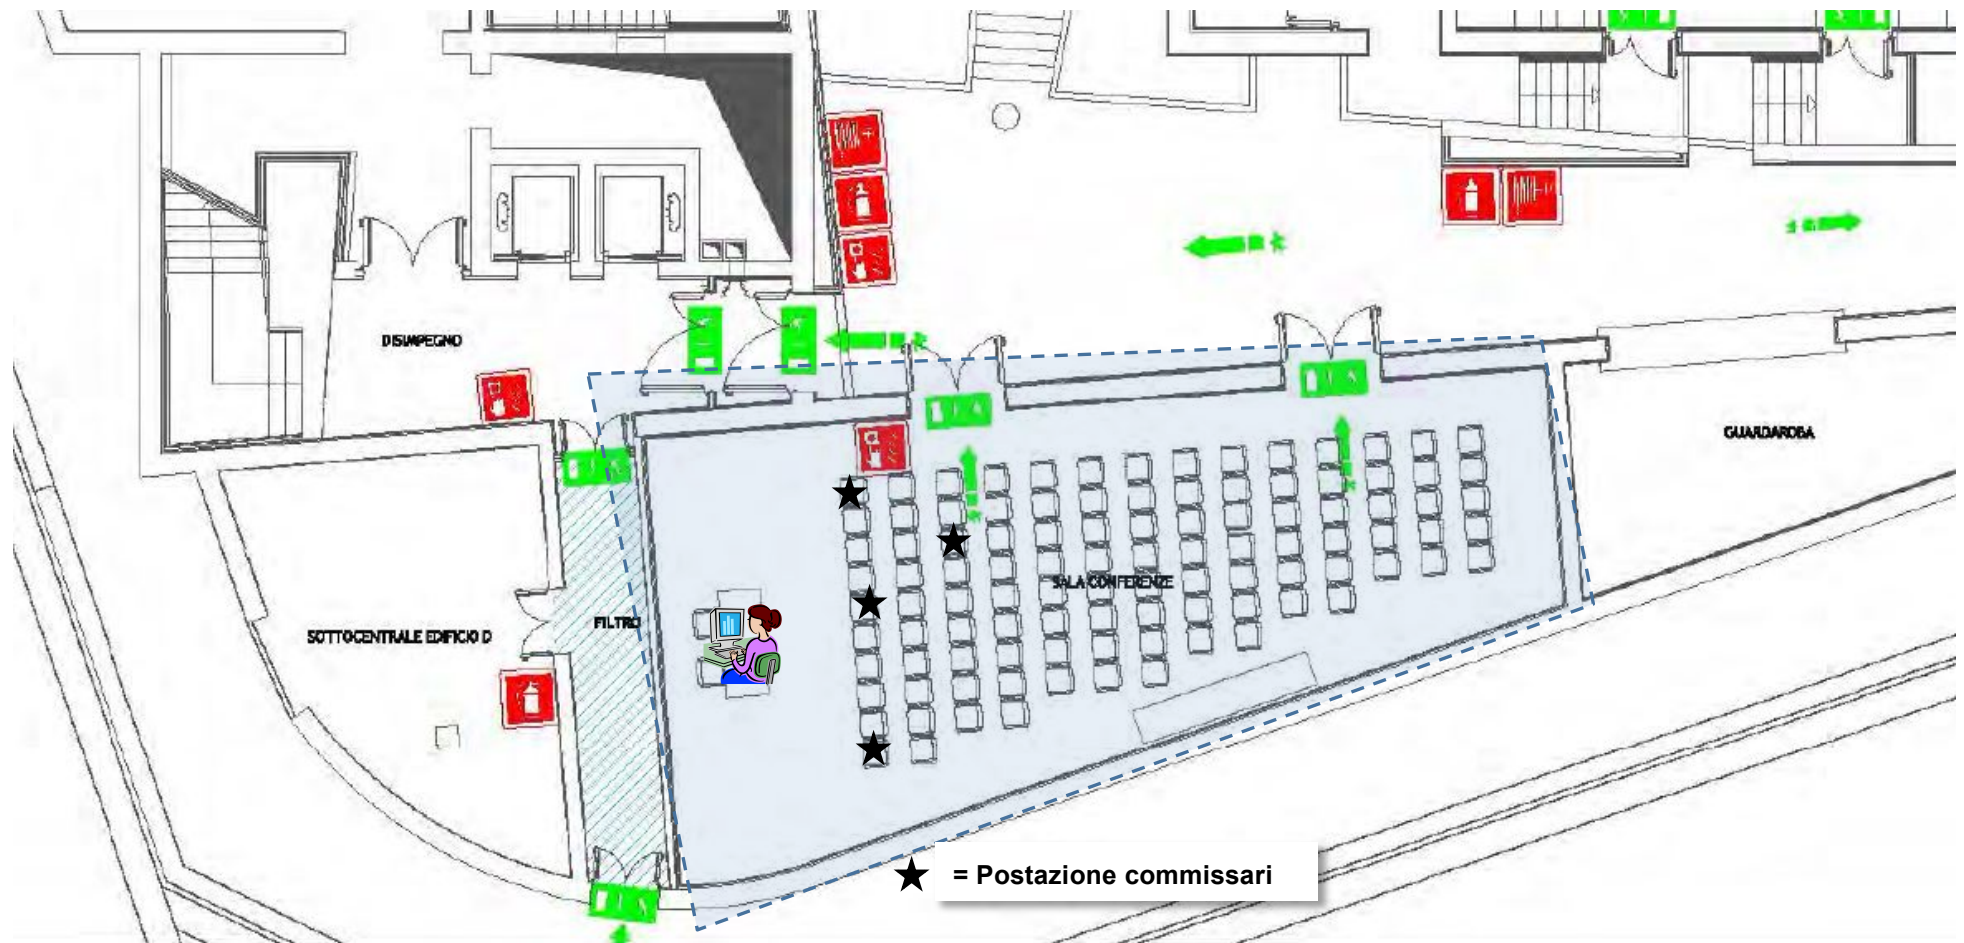 DISIMPEGNO
GUARDAROBA
SALA CONFERENZE
FILTRO
SOTTOCENTRALE EDIFICIO D
= Postazione commissari